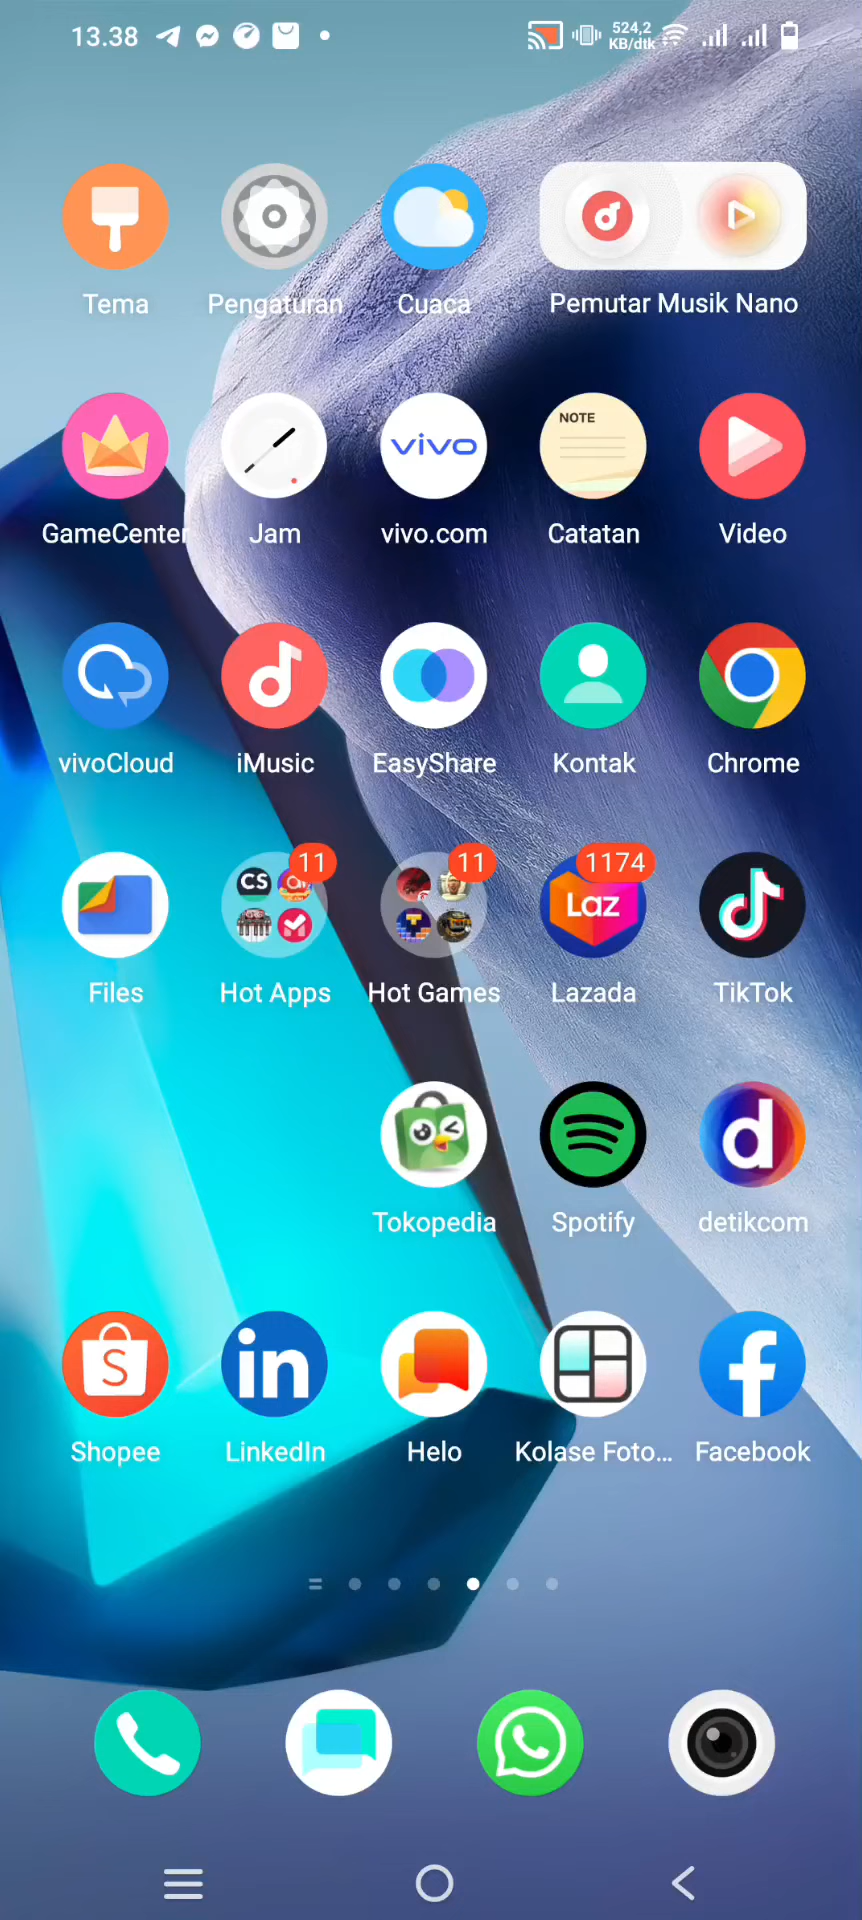 13.38
524,2
KB/dtk
Tema
Pengaturan
Cuaca
Pemutar Musik Nano
NOTE
vivo
GameCenter
Jam
vivo.com
Catatan
Video
vivoCloud
iMusic
EasyShare
Kontak
Chrome
11
11
1174
CS
Laz
Files
Hot Apps
Hot Games
Lazada
TikTok
d
Tokopedia
Spotify
detikcom
S
in
f
Shopee
LinkedIn
Helo
Kolase Foto...
Facebook